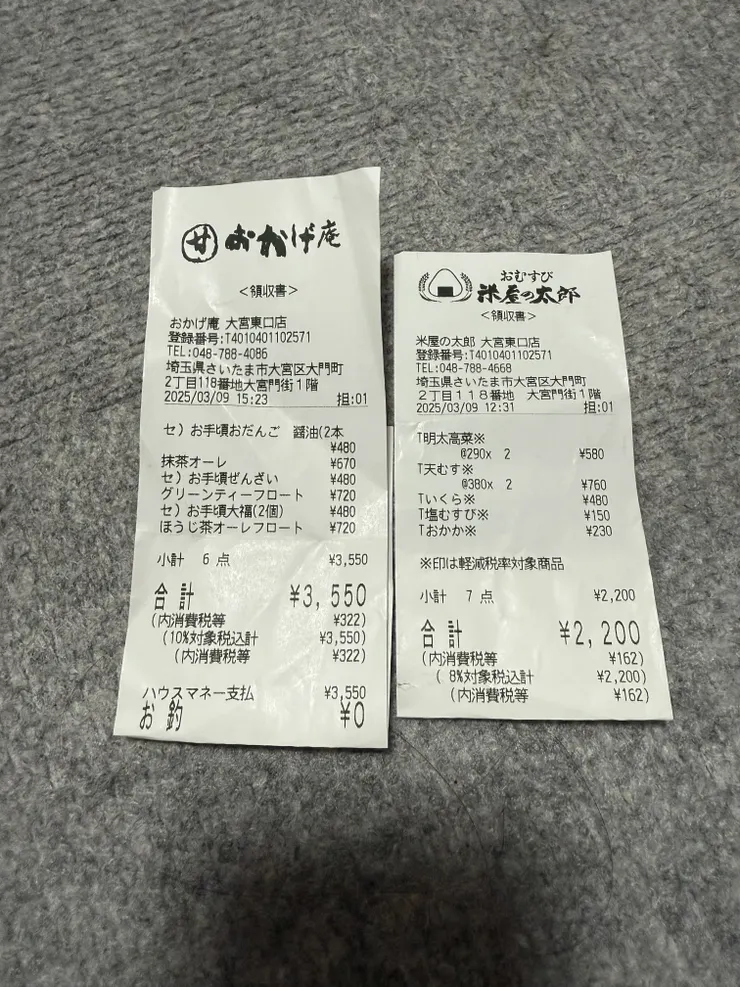 サ おかげ庵
<領収書>
おかげ庵 大宮東口店
登録番号:T4010401102571
TEL:048-788-4086
埼玉県さいたま市大宮区大門町
2丁目118番地大宮門街1階
2025/03/09 15:23 担:01
セ）お手頃おだんご 醤油(2本
¥480
抹茶オーレ ¥670
セ）お手頃ぜんざい ¥480
グリーンティーフロート ¥720
セ）お手頃大福(2個) ¥480
ほうじ茶オーレフロート ¥720
小計 6 点 ¥3,550
合計 ¥3,550
(内消費税等 ¥322)
(10%対象税込計 ¥3,550)
(内消費税等 ¥322)
ハウスマネー支払 ¥3,550
お釣 ¥0
おむすび
米屋の太郎
<領収書>
米屋の太郎 大宮東口店
登録番号:T4010401102571
TEL:048-788-4668
埼玉県さいたま市大宮区大門町
2丁目118番地 大宮門街1階
2025/03/09 12:31 担:01
T明太高菜※
@290x 2 ¥580
T天むす※
@380x 2 ¥760
Tいくら※ ¥480
T塩むすび※ ¥150
Tおかか※ ¥230
※印は軽減税率対象商品
小計 7 点 ¥2,200
合計 ¥2,200
(内消費税等 ¥162)
( 8%対象税込計 ¥2,200)
(内消費税等 ¥162)